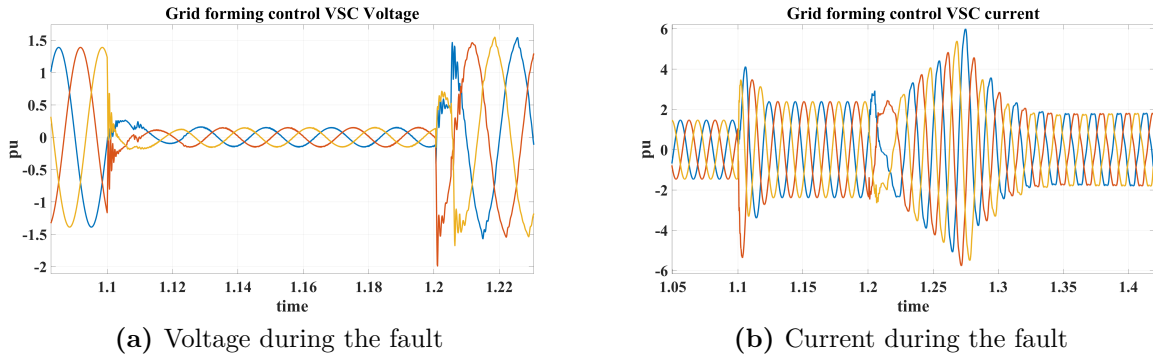 Grid forming control VSC Voltage
1.5
1
0.5
0
-0.5
-1
-1.5
-2
pu
1.1 1.12 1.14 1.16 1.18 1.2 1.22
time
(a) Voltage during the fault
Grid forming control VSC current
6
4
2
0
-2
-4
-6
pu
1.05 1.1 1.15 1.2 1.25 1.3 1.35 1.4
time
(b) Current during the fault